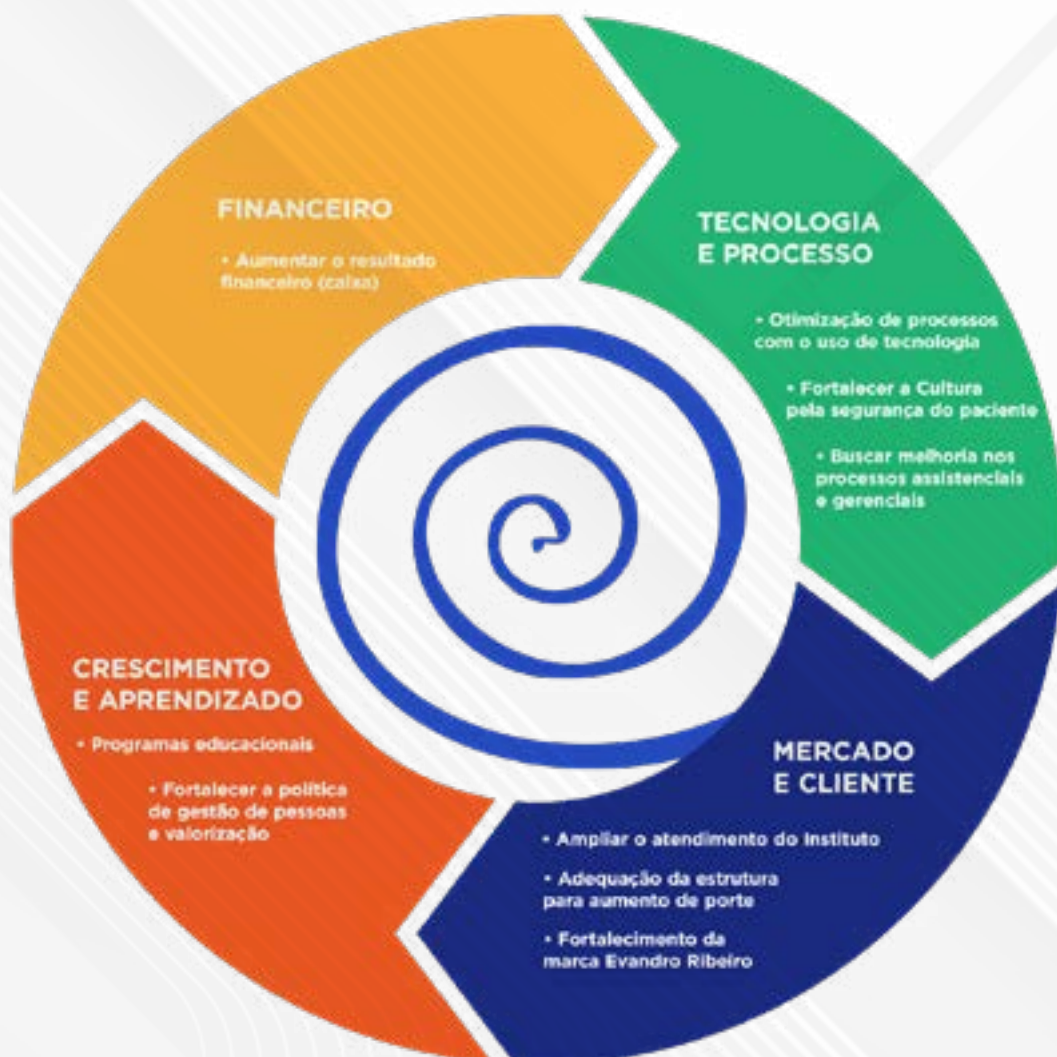 FINANCEIRO
• Aumentar o resultado
financeiro (caixa)
TECNOLOGIA
E PROCESSO
• Otimização de processos
com o uso de tecnologia
• Fortalecer a Cultura
pela segurança do paciente
• Buscar melhoria nos
processos assistenciais
e gerenciais
MERCADO
E CLIENTE
• Ampliar o atendimento do Instituto
• Adequação da estrutura
para aumento de porte
• Fortalecimento da
marca Evandro Ribeiro
CRESCIMENTO
E APRENDIZADO
• Programas educacionais
• Fortalecer a política
de gestão de pessoas
e valorização